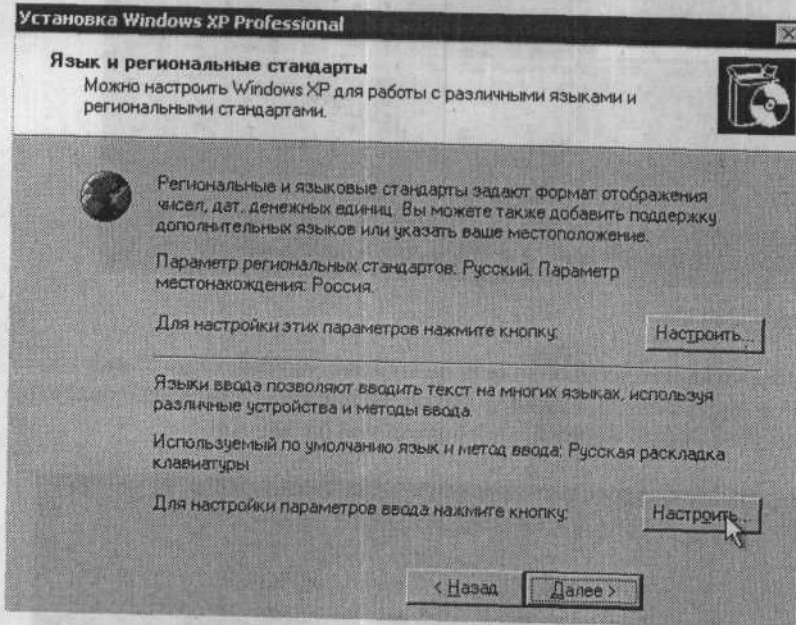 Установка Windows XP Professional
Язык и региональные стандарты
Можно настроить Windows XP для работы с различными языками и
региональными стандартами.
Региональные и языковые стандарты задают формат отображения
чисел, дат, денежных единиц. Вы можете также добавить поддержку
дополнительных языков или указать ваше местоположение.
Параметр региональных стандартов: Русский. Параметр
местонахождения: Россия.
Для настройки этих параметров нажмите кнопку: Настроить...
Языки ввода позволяют вводить текст на многих языках, используя
различные устройства и методы ввода.
Используемый по умолчанию язык и метод ввода: Русская раскладка
клавиатуры
Для настройки параметров ввода нажмите кнопку: Настроить...
< Назад Далее >